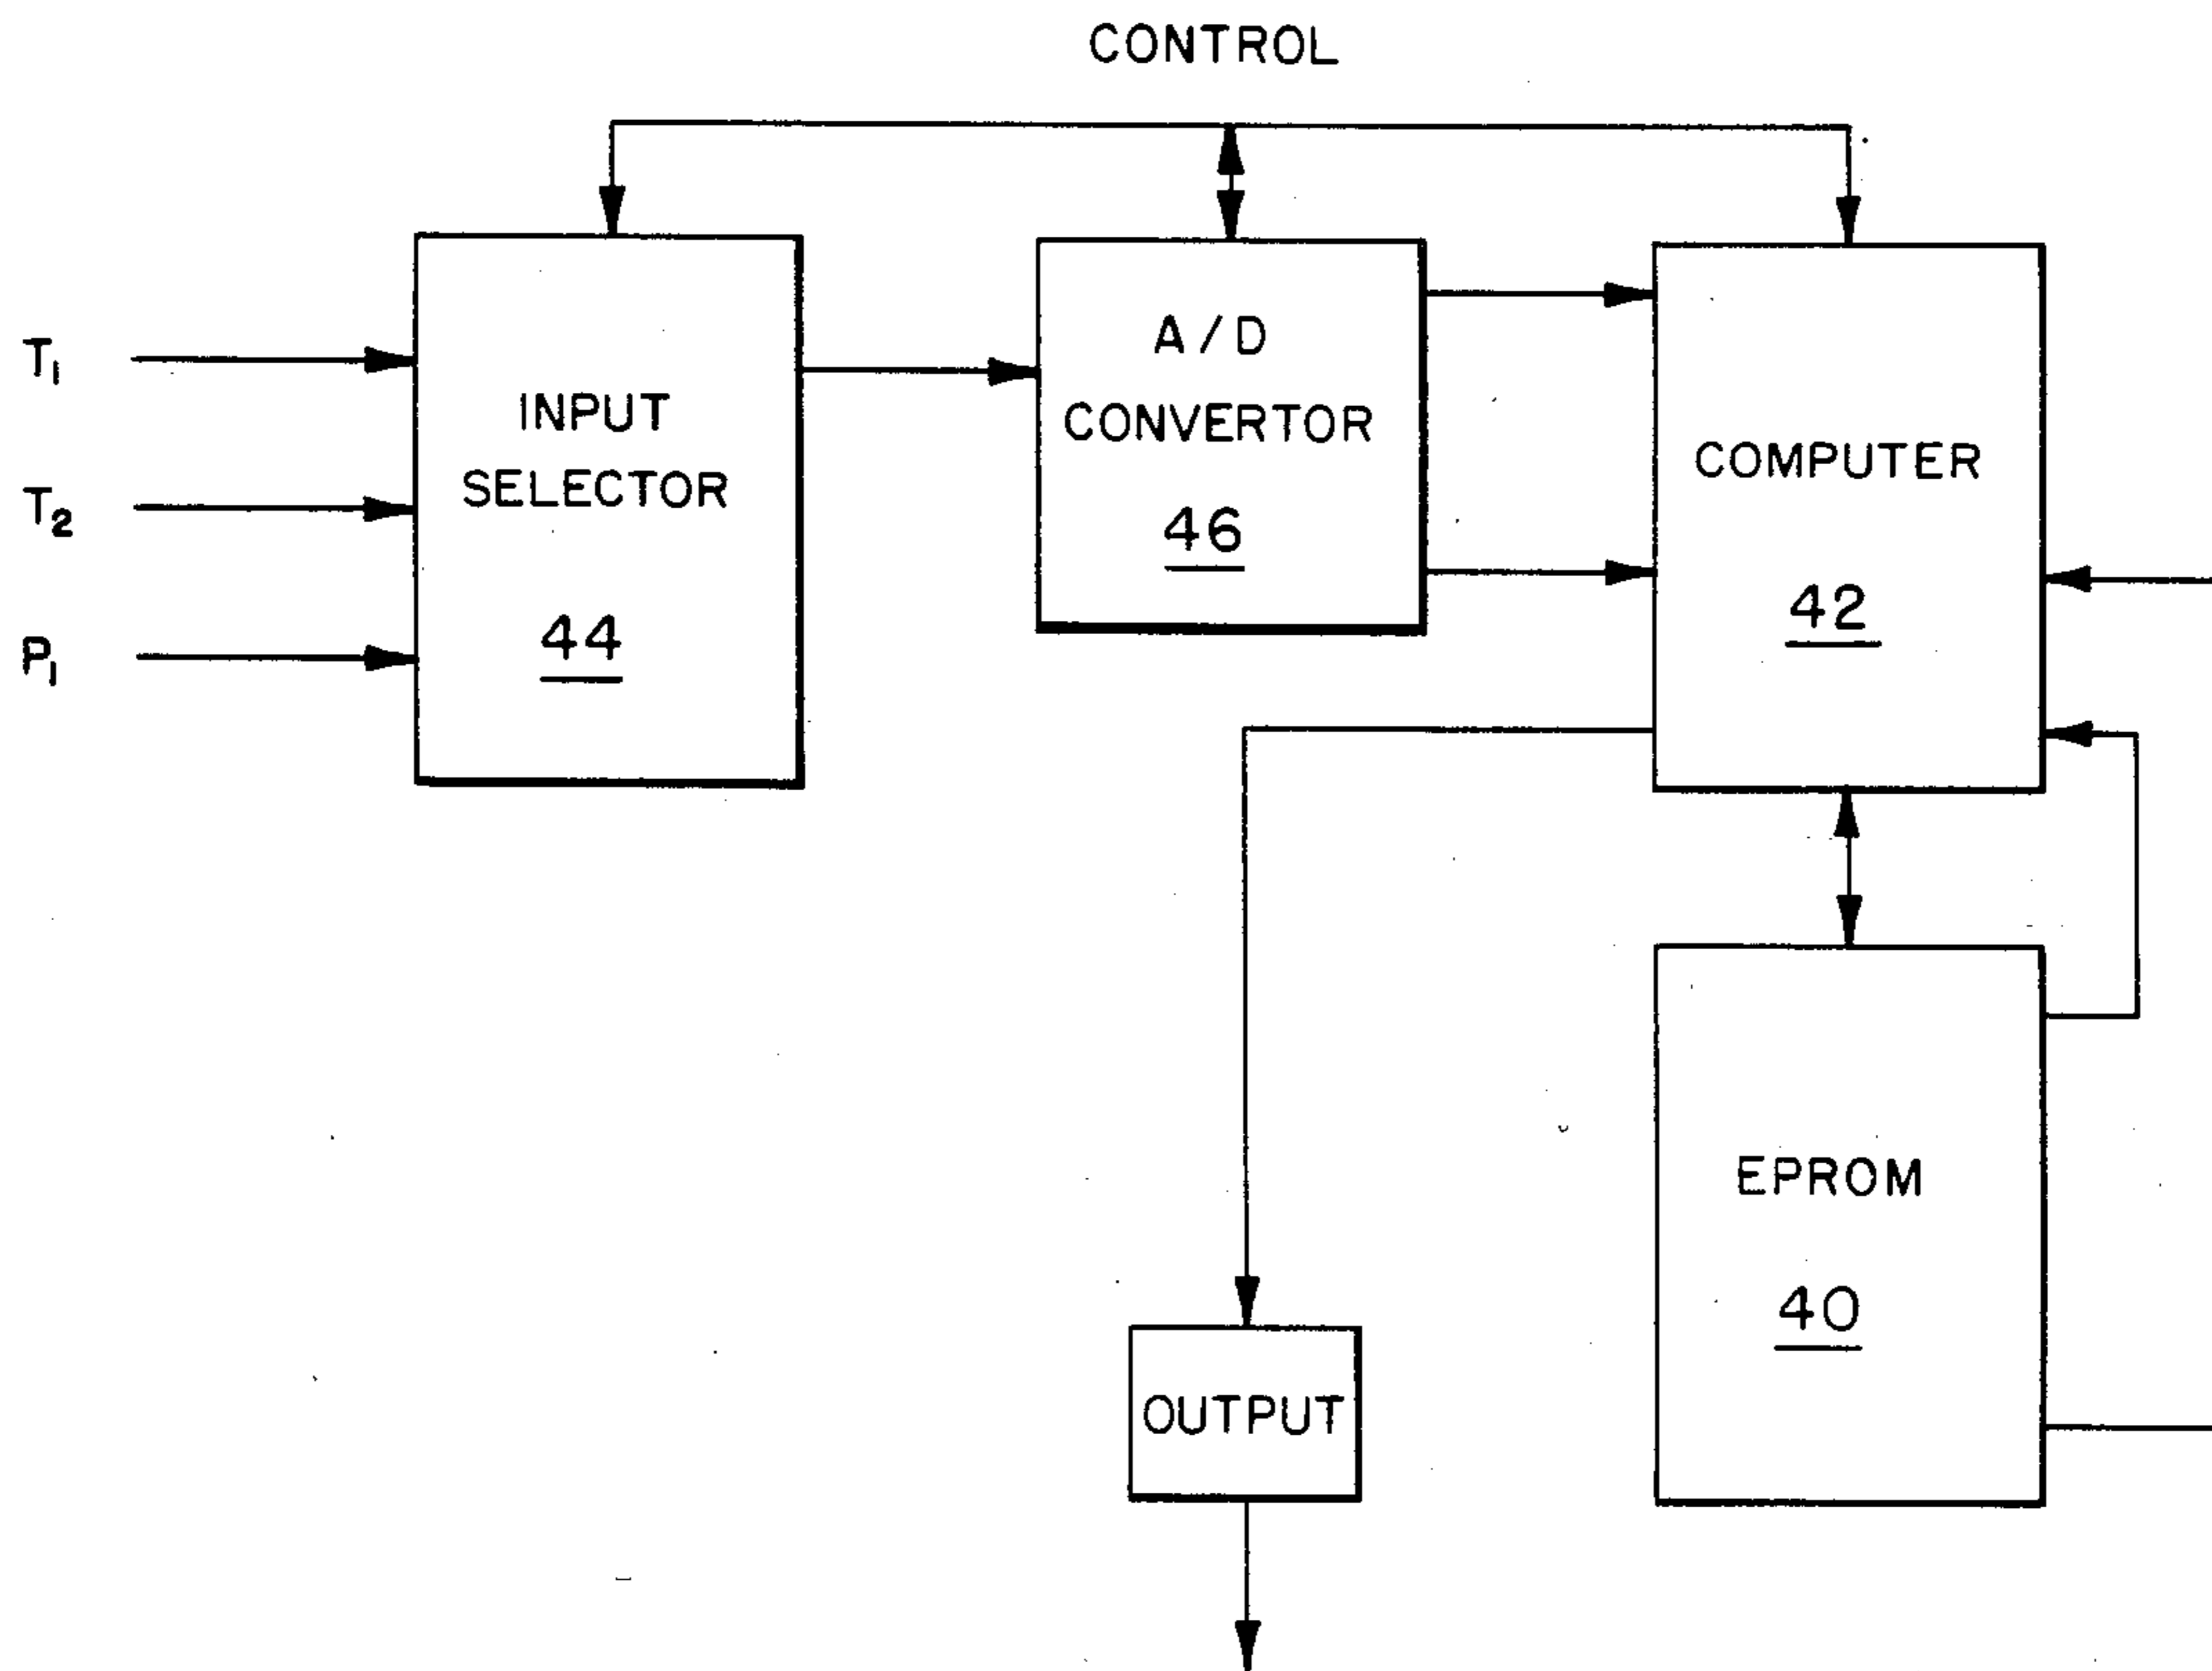 CONTROL
T₁
T₂
P₁
INPUT
SELECTOR
44
A/D
CONVERTOR
46
COMPUTER
42
EPROM
40
OUTPUT